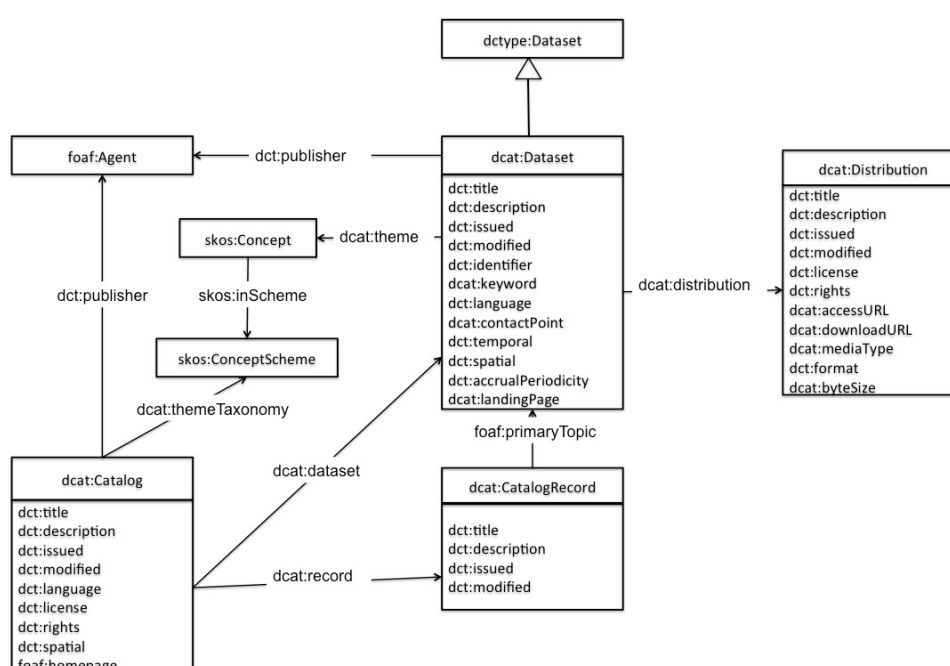 dctype:Dataset
foaf:Agent
dct:publisher
dcat:Dataset
dct:title
dct:description
dct:issued
dct:modified
dct:identifier
dcat:keyword
dct:language
dcat:contactPoint
dct:temporal
dct:spatial
dct:accrualPeriodicity
dcat:landingPage
dcat:Distribution
dct:title
dct:description
dct:issued
dct:modified
dct:license
dct:rights
dcat:accessURL
dcat:downloadURL
dcat:mediaType
dct:format
dcat:byteSize
skos:Concept
dcat:theme
dcat:distribution
dct:publisher
skos:inScheme
skos:ConceptScheme
dcat:themeTaxonomy
foaf:primaryTopic
dcat:dataset
dcat:Catalog
dct:title
dct:description
dct:issued
dct:modified
dct:language
dct:license
dct:rights
dct:spatial
foaf:homepage
dcat:record
dcat:CatalogRecord
dct:title
dct:description
dct:issued
dct:modified